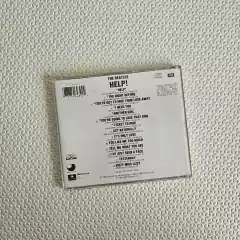 THE BEATLES
HELP!
HELP!
THE NIGHT BEFORE
YOU'VE GOT TO HIDE YOUR LOVE AWAY
I NEED YOU
ANOTHER GIRL
YOU'RE GOING TO LOSE THAT GIRL
TICKET TO RIDE
ACT NATURALLY
IT'S ONLY LOVE
YOU LIKE ME TOO MUCH
TELL ME WHAT YOU SEE
I'VE JUST SEEN A FACE
YESTERDAY
DIZZY MISS LIZZY